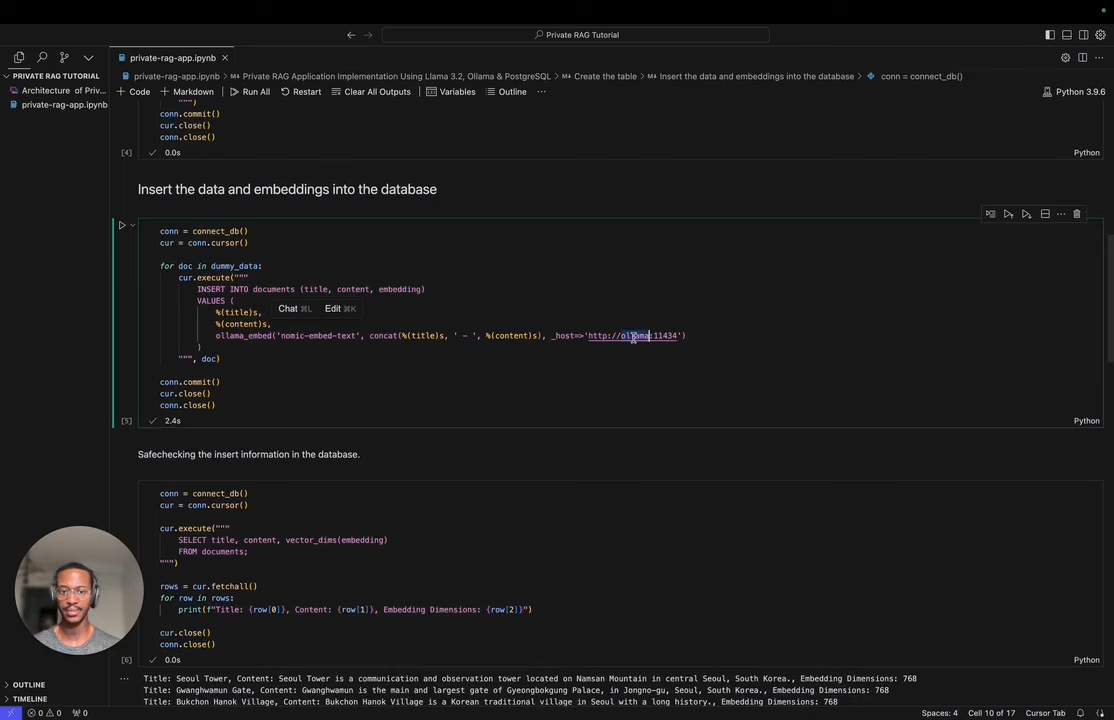 Private RAG Tutorial
private-rag-app.ipynb
PRIVATE RAG TUTORIAL
Architecture of Priv...
private-rag-app.ipynb
private-rag-app.ipynb > Private RAG Application Implementation Using Llama 3.2, Ollama & PostgreSQL > Create the table > Insert the data and embeddings into the database > conn = connect_db()
+ Code + Markdown Run All Restart Clear All Outputs Variables Outline ... Python 3.9.6
""")
conn.commit()
cur.close()
conn.close()
[4] 0.0s Python
Insert the data and embeddings into the database
conn = connect_db()
cur = conn.cursor()
for doc in dummy_data:
cur.execute("""
INSERT INTO documents (title, content, embedding)
VALUES (
Chat ⌘L Edit ⌘K
%(title)s,
%(content)s,
ollama_embed('nomic-embed-text', concat(%(title)s, ' - ', %(content)s), _host=>'http://ollama:11434')
)
""", doc)
conn.commit()
cur.close()
conn.close()
[5] 2.4s Python
Safechecking the insert information in the database.
conn = connect_db()
cur = conn.cursor()
cur.execute("""
SELECT title, content, vector_dims(embedding)
FROM documents;
""")
rows = cur.fetchall()
for row in rows:
print(f"Title: {row[0]}, Content: {row[1]}, Embedding Dimensions: {row[2]}")
cur.close()
conn.close()
[6] 0.0s Python
... Title: Seoul Tower, Content: Seoul Tower is a communication and observation tower located on Namsan Mountain in central Seoul, South Korea., Embedding Dimensions: 768
Title: Gwanghwamun Gate, Content: Gwanghwamun is the main and largest gate of Gyeongbokgung Palace, in Jongno-gu, Seoul, South Korea., Embedding Dimensions: 768
Title: Bukchon Hanok Village, Content: Bukchon Hanok Village is a Korean traditional village in Seoul with a long history., Embedding Dimensions: 768
OUTLINE
TIMELINE
0 0 0 Spaces: 4 Cell 10 of 17 Cursor Tab